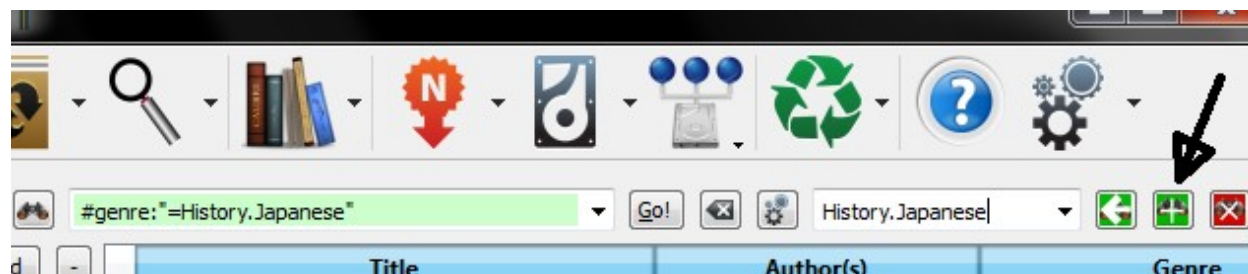 N
?
#genre:"=History.Japanese"
Go!
History.Japanese
d
-
Title
Author(s)
Genre